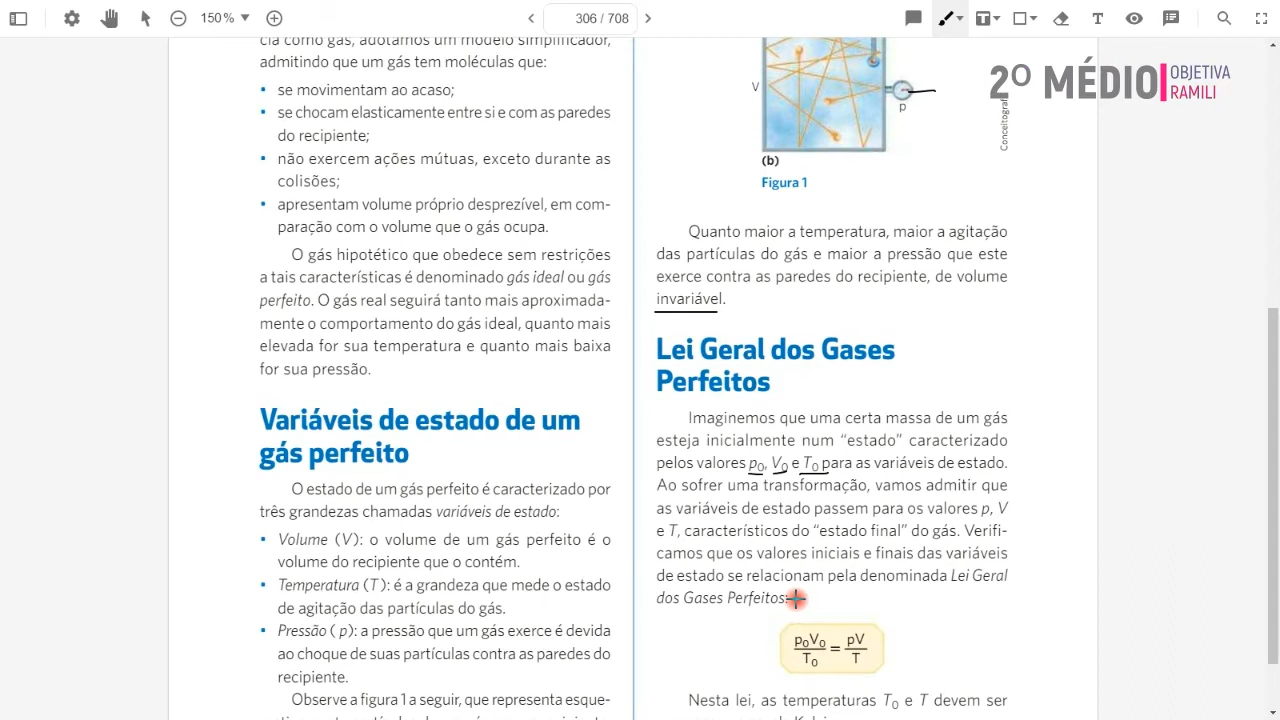 150%
306 / 708
2º MÉDIO
OBJETIVA
RAMILI
cia como gás, adotamos um modelo simplificador,
admitindo que um gás tem moléculas que:
• se movimentam ao acaso;
• se chocam elasticamente entre si e com as paredes
do recipiente;
• não exercem ações mútuas, exceto durante as
colisões;
• apresentam volume próprio desprezível, em com-
paração com o volume que o gás ocupa.
O gás hipotético que obedece sem restrições
a tais características é denominado gás ideal ou gás
perfeito. O gás real seguirá tanto mais aproximada-
mente o comportamento do gás ideal, quanto mais
elevada for sua temperatura e quanto mais baixa
for sua pressão.
Variáveis de estado de um
gás perfeito
O estado de um gás perfeito é caracterizado por
três grandezas chamadas variáveis de estado:
• Volume (V): o volume de um gás perfeito é o
volume do recipiente que o contém.
• Temperatura (T): é a grandeza que mede o estado
de agitação das partículas do gás.
• Pressão ( p): a pressão que um gás exerce é devida
ao choque de suas partículas contra as paredes do
recipiente.
Observe a figura 1 a seguir, que representa esque-
V
p
Conceitograf
(b)
Figura 1
Quanto maior a temperatura, maior a agitação
das partículas do gás e maior a pressão que este
exerce contra as paredes do recipiente, de volume
invariável.
Lei Geral dos Gases
Perfeitos
Imaginemos que uma certa massa de um gás
esteja inicialmente num “estado” caracterizado
pelos valores p₀, V₀ e T₀ para as variáveis de estado.
Ao sofrer uma transformação, vamos admitir que
as variáveis de estado passem para os valores p, V
e T, característicos do “estado final” do gás. Verifi-
camos que os valores iniciais e finais das variáveis
de estado se relacionam pela denominada Lei Geral
dos Gases Perfeitos:
p₀V₀/T₀ = pV/T
Nesta lei, as temperaturas T₀ e T devem ser